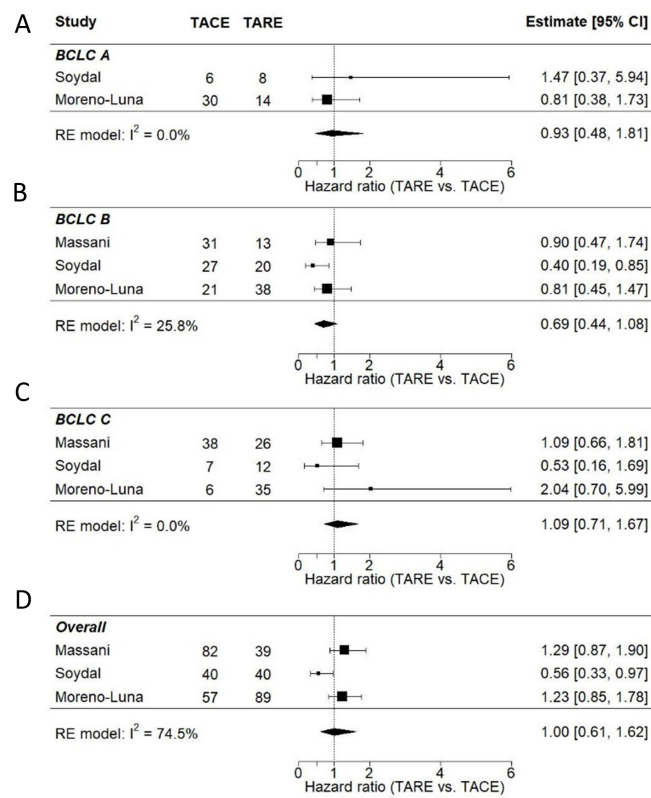 A
Study TACE TARE Estimate [95% CI]
BCLC A
Soydal 6 8 1.47 [0.37, 5.94]
Moreno-Luna 30 14 0.81 [0.38, 1.73]
RE model: I² = 0.0% 0.93 [0.48, 1.81]
0 1 2 4 6
Hazard ratio (TARE vs. TACE)
B
BCLC B
Massani 31 13 0.90 [0.47, 1.74]
Soydal 27 20 0.40 [0.19, 0.85]
Moreno-Luna 21 38 0.81 [0.45, 1.47]
RE model: I² = 25.8% 0.69 [0.44, 1.08]
0 1 2 4 6
Hazard ratio (TARE vs. TACE)
C
BCLC C
Massani 38 26 1.09 [0.66, 1.81]
Soydal 7 12 0.53 [0.16, 1.69]
Moreno-Luna 6 35 2.04 [0.70, 5.99]
RE model: I² = 0.0% 1.09 [0.71, 1.67]
0 1 2 4 6
Hazard ratio (TARE vs. TACE)
D
Overall
Massani 82 39 1.29 [0.87, 1.90]
Soydal 40 40 0.56 [0.33, 0.97]
Moreno-Luna 57 89 1.23 [0.85, 1.78]
RE model: I² = 74.5% 1.00 [0.61, 1.62]
0 1 2 4 6
Hazard ratio (TARE vs. TACE)